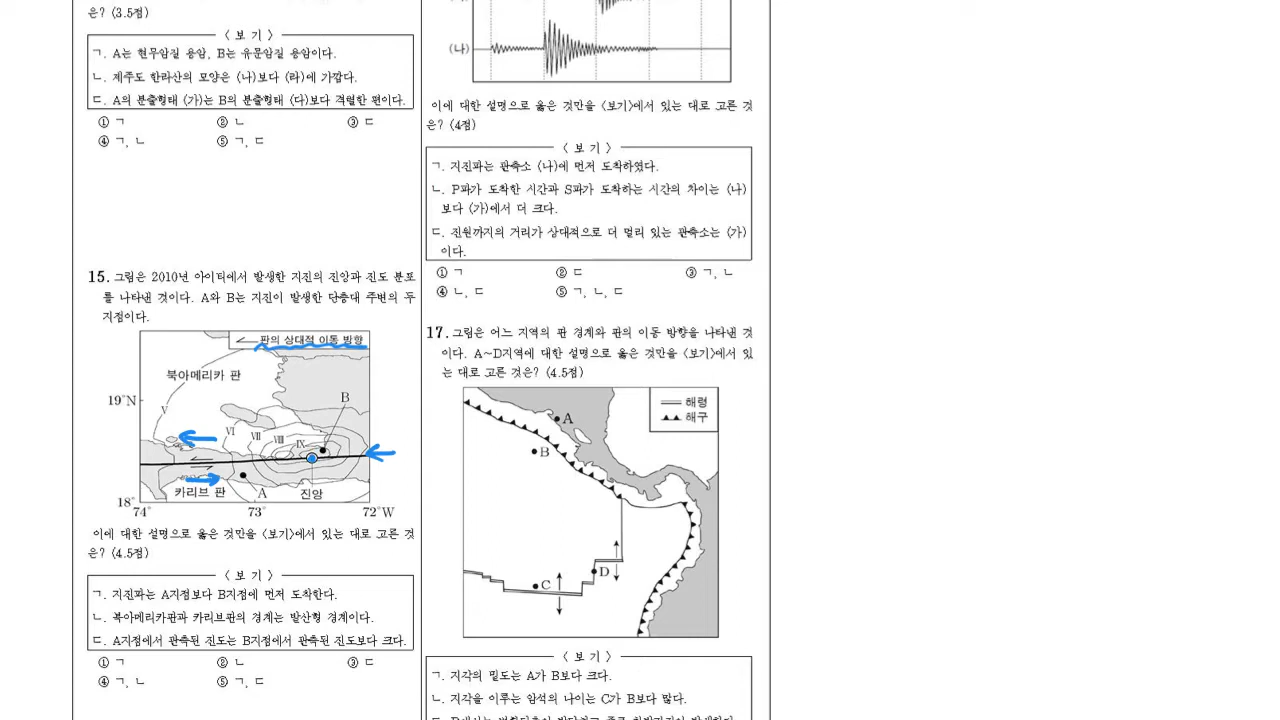 은? (3.5점)
〈 보 기 〉
ㄱ. A는 현무암질 용암, B는 유문암질 용암이다.
ㄴ. 제주도 한라산의 모양은 (나)보다 (라)에 가깝다.
ㄷ. A의 분출형태 (가)는 B의 분출형태 (다)보다 격렬한 편이다.
① ㄱ ② ㄴ ③ ㄷ
④ ㄱ, ㄴ ⑤ ㄱ, ㄷ
15. 그림은 2010년 아이티에서 발생한 지진의 진앙과 진도 분포
를 나타낸 것이다. A와 B는 지진이 발생한 단층대 주변의 두
지점이다.
판의 상대적 이동 방향
북아메리카 판
19°N
B
V
VI
VII
VIII
IX
카리브 판
A
진앙
18°
74° 73° 72°W
이에 대한 설명으로 옳은 것만을 〈보기〉에서 있는 대로 고른 것
은? (4.5점)
〈 보 기 〉
ㄱ. 지진파는 A지점보다 B지점에 먼저 도착한다.
ㄴ. 북아메리카판과 카리브판의 경계는 발산형 경계이다.
ㄷ. A지점에서 관측된 진도는 B지점에서 관측된 진도보다 크다.
① ㄱ ② ㄴ ③ ㄷ
④ ㄱ, ㄴ ⑤ ㄱ, ㄷ
(나)
이에 대한 설명으로 옳은 것만을 〈보기〉에서 있는 대로 고른 것
은? (4점)
〈 보 기 〉
ㄱ. 지진파는 관측소 (나)에 먼저 도착하였다.
ㄴ. P파가 도착한 시간과 S파가 도착하는 시간의 차이는 (나)
보다 (가)에서 더 크다.
ㄷ. 진원까지의 거리가 상대적으로 더 멀리 있는 관측소는 (가)
이다.
① ㄱ ② ㄷ ③ ㄱ, ㄴ
④ ㄴ, ㄷ ⑤ ㄱ, ㄴ, ㄷ
17. 그림은 어느 지역의 판 경계와 판의 이동 방향을 나타낸 것
이다. A~D지역에 대한 설명으로 옳은 것만을 〈보기〉에서 있
는 대로 고른 것은? (4.5점)
해령
해구
A
B
C
D
〈 보 기 〉
ㄱ. 지각의 밀도는 A가 B보다 크다.
ㄴ. 지각을 이루는 암석의 나이는 C가 B보다 많다.